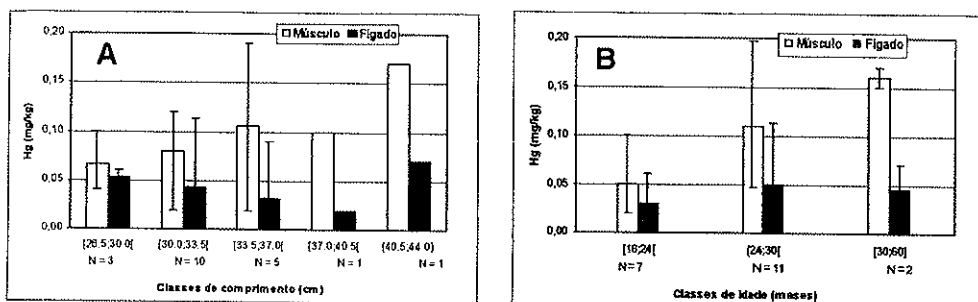 A
Músculo Fígado
Hg (mg/kg)
0,20
0,15
0,10
0,05
0,00
[26.5;30.0[ [30.0;33.5[ [33.5;37.0[ [37.0;40.5[ [40.5;44.0]
N = 3 N = 10 N = 5 N = 1 N = 1
Classes de comprimento (cm)
B
Músculo Fígado
Hg (mg/kg)
0,20
0,15
0,10
0,05
0,00
[18;24[ [24;30[ [30;60]
N = 7 N = 11 N = 2
Classes de Idade (meses)